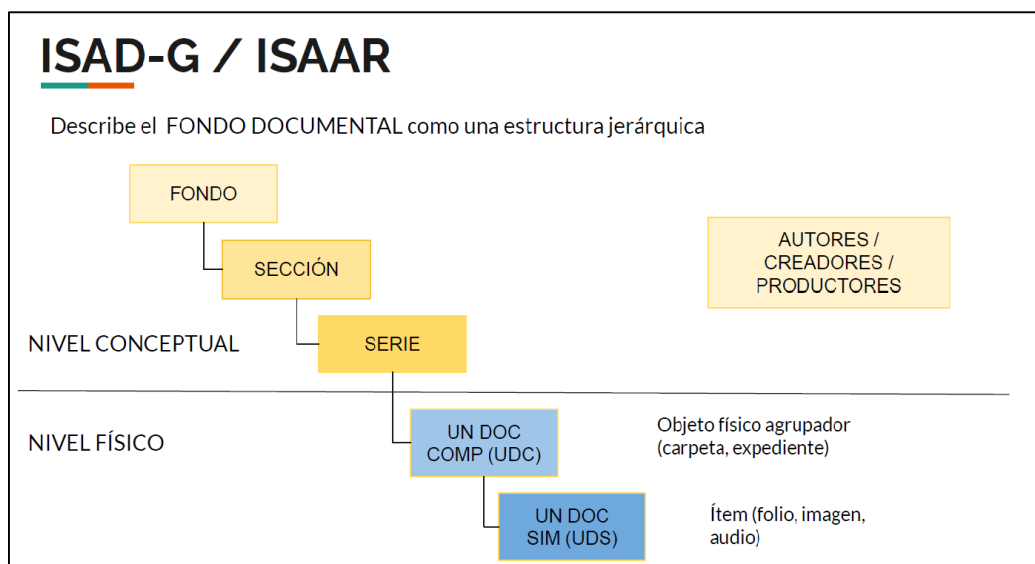 ISAD-G / ISAAR
Describe el FONDO DOCUMENTAL como una estructura jerárquica
FONDO
SECCIÓN
AUTORES /
CREADORES /
PRODUCTORES
NIVEL CONCEPTUAL
SERIE
NIVEL FÍSICO
UN DOC
COMP (UDC)
Objeto físico agrupador
(carpeta, expediente)
UN DOC
SIM (UDS)
Ítem (folio, imagen,
audio)